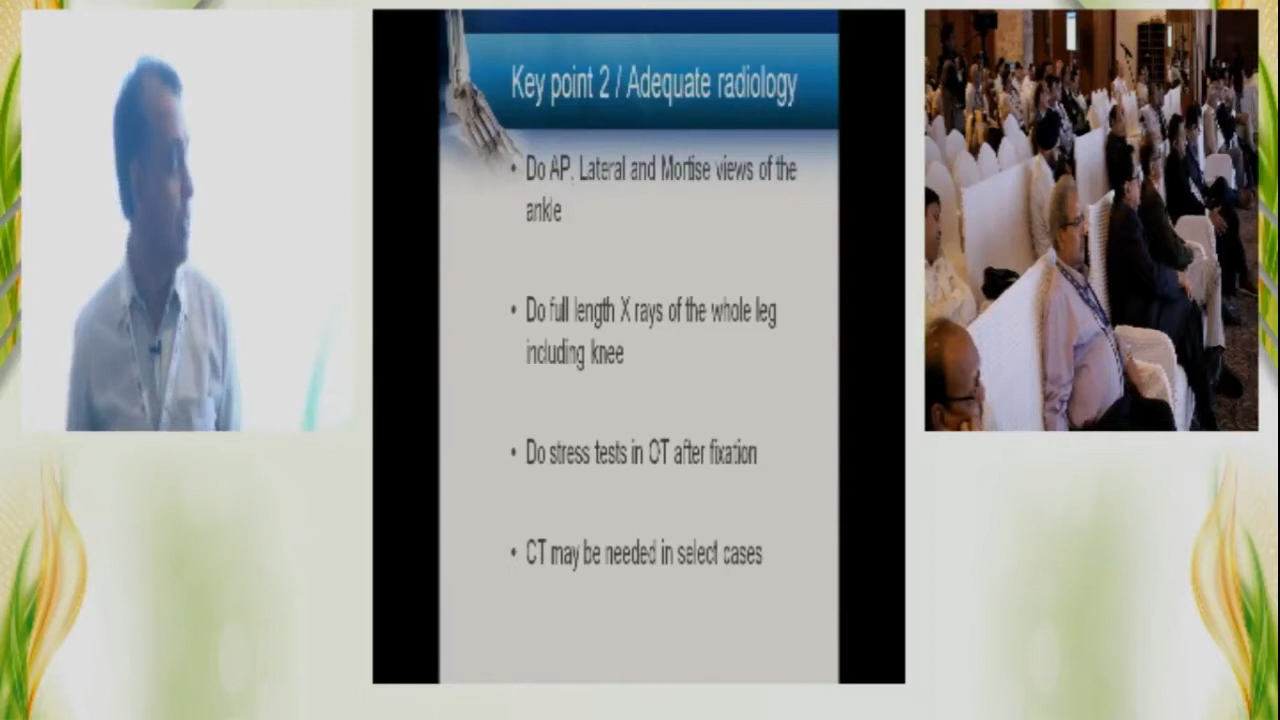 Key point 2 / Adequate radiology
• Do AP, Lateral and Mortise views of the
ankle
• Do full length X rays of the whole leg
including knee
• Do stress tests in OT after fixation
• CT may be needed in select cases